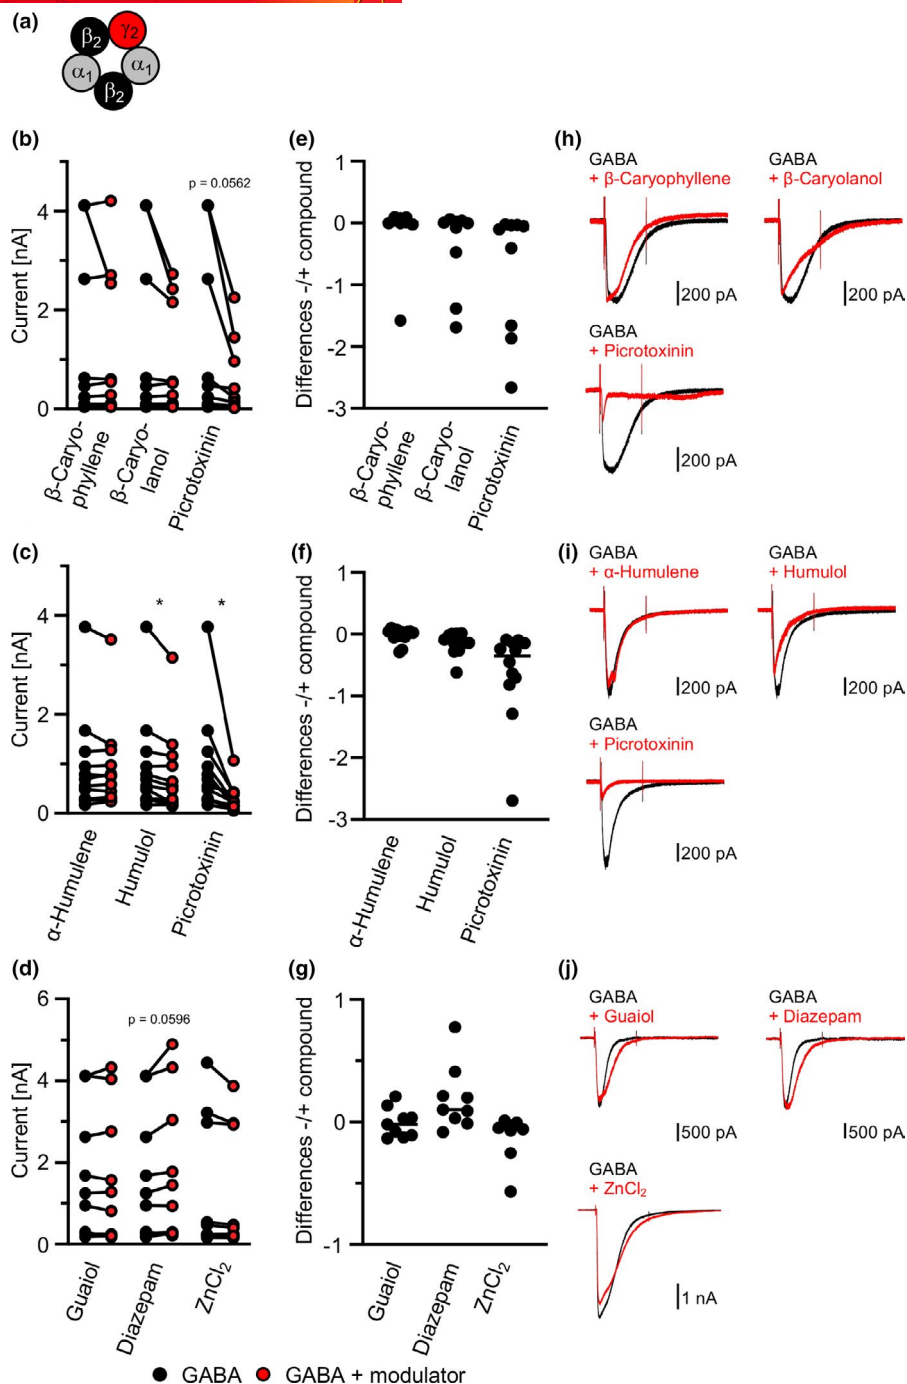 (a)
β2
γ2
α1
α1
β2
(b)
p = 0.0562
Current [nA]
4
2
0
β-Caryo-
phyllene
β-Caryo-
lanol
Picrotoxinin
(e)
Differences -/+ compound
1
0
-1
-2
-3
β-Caryo-
phyllene
β-Caryo-
lanol
Picrotoxinin
(h)
GABA
+ β-Caryophyllene
200 pA
GABA
+ β-Caryolanol
200 pA
GABA
+ Picrotoxinin
200 pA
(c)
*
*
Current [nA]
4
2
0
α-Humulene
Humulol
Picrotoxinin
(f)
Differences -/+ compound
1
0
-1
-2
-3
α-Humulene
Humulol
Picrotoxinin
(i)
GABA
+ α-Humulene
200 pA
GABA
+ Humulol
200 pA
GABA
+ Picrotoxinin
200 pA
(d)
p = 0.0596
Current [nA]
6
4
2
0
Guaiol
Diazepam
ZnCl2
(g)
Differences -/+ compound
1
0
-1
Guaiol
Diazepam
ZnCl2
(j)
GABA
+ Guaiol
500 pA
GABA
+ Diazepam
500 pA
GABA
+ ZnCl2
1 nA
GABA
GABA + modulator